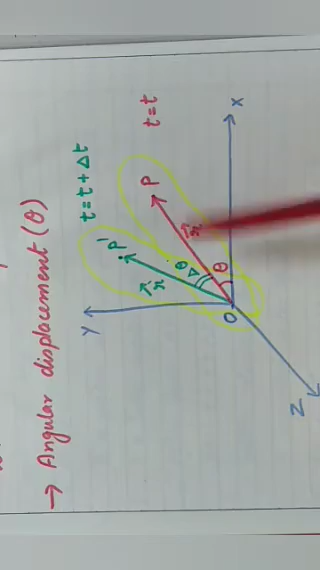 → Angular displacement (θ)
Y
t = t + Δt
P'
P
t = t
r⃗
r⃗
Δθ
θ
O
X
Z